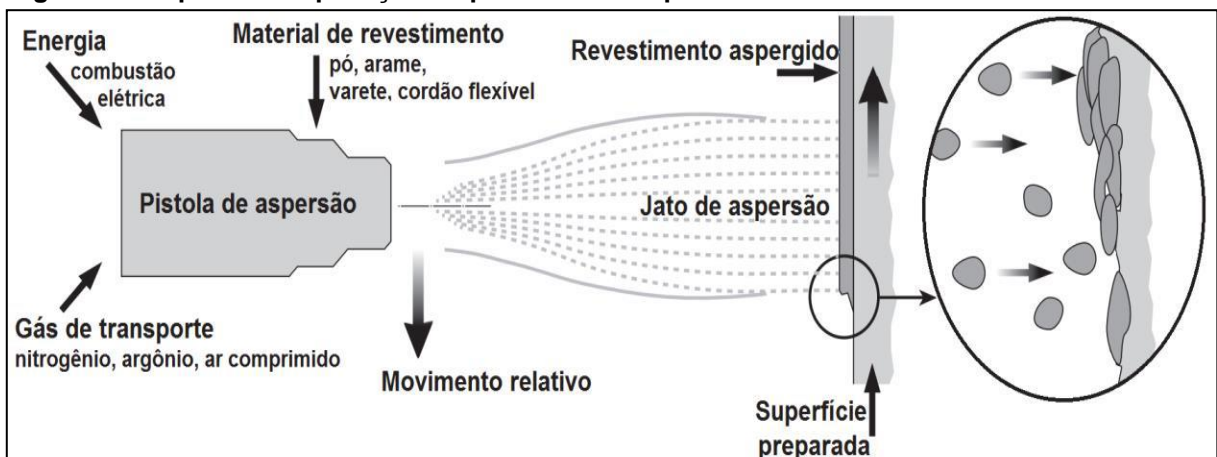 Energia
combustão
elétrica
Material de revestimento
pó, arame,
varete, cordão flexível
Revestimento aspergido
Pistola de aspersão
Jato de aspersão
Gás de transporte
nitrogênio, argônio, ar comprimido
Movimento relativo
Superfície
preparada